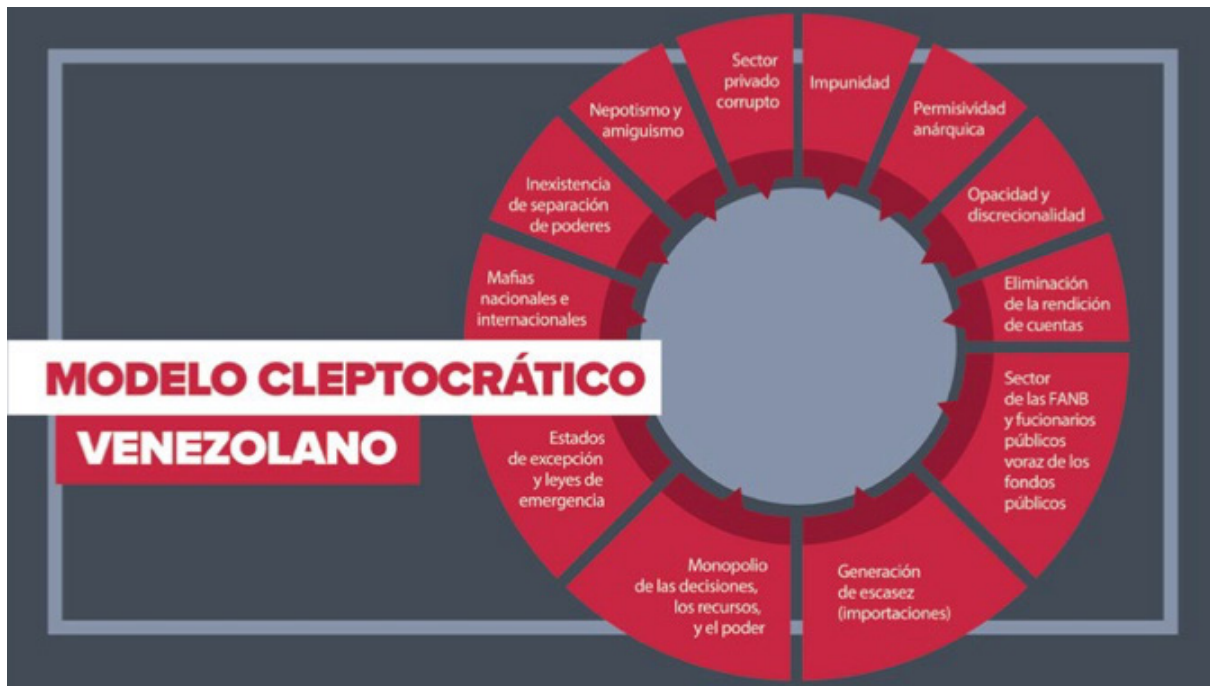 MODELO CLEPTOCRÁTICO
VENEZOLANO
Sector
privado
corrupto
Impunidad
Permisividad
anárquica
Opacidad y
discrecionalidad
Eliminación
de la rendición
de cuentas
Sector
de las FANB
y fucionarios
públicos
voraz de los
fondos
públicos
Generación
de escasez
(importaciones)
Monopolio
de las decisiones,
los recursos,
y el poder
Estados
de excepción
y leyes de
emergencia
Mafias
nacionales e
internacionales
Inexistencia
de separación
de poderes
Nepotismo y
amiguismo